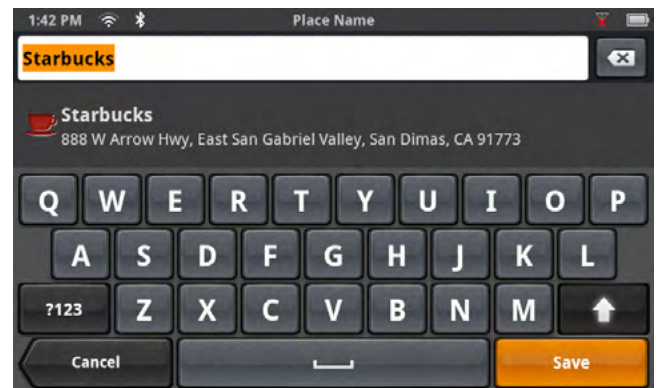 1:42 PM Place Name
Starbucks
Starbucks
888 W Arrow Hwy, East San Gabriel Valley, San Dimas, CA 91773
Q W E R T Y U I O P
A S D F G H J K L
?123 Z X C V B N M
Cancel Save